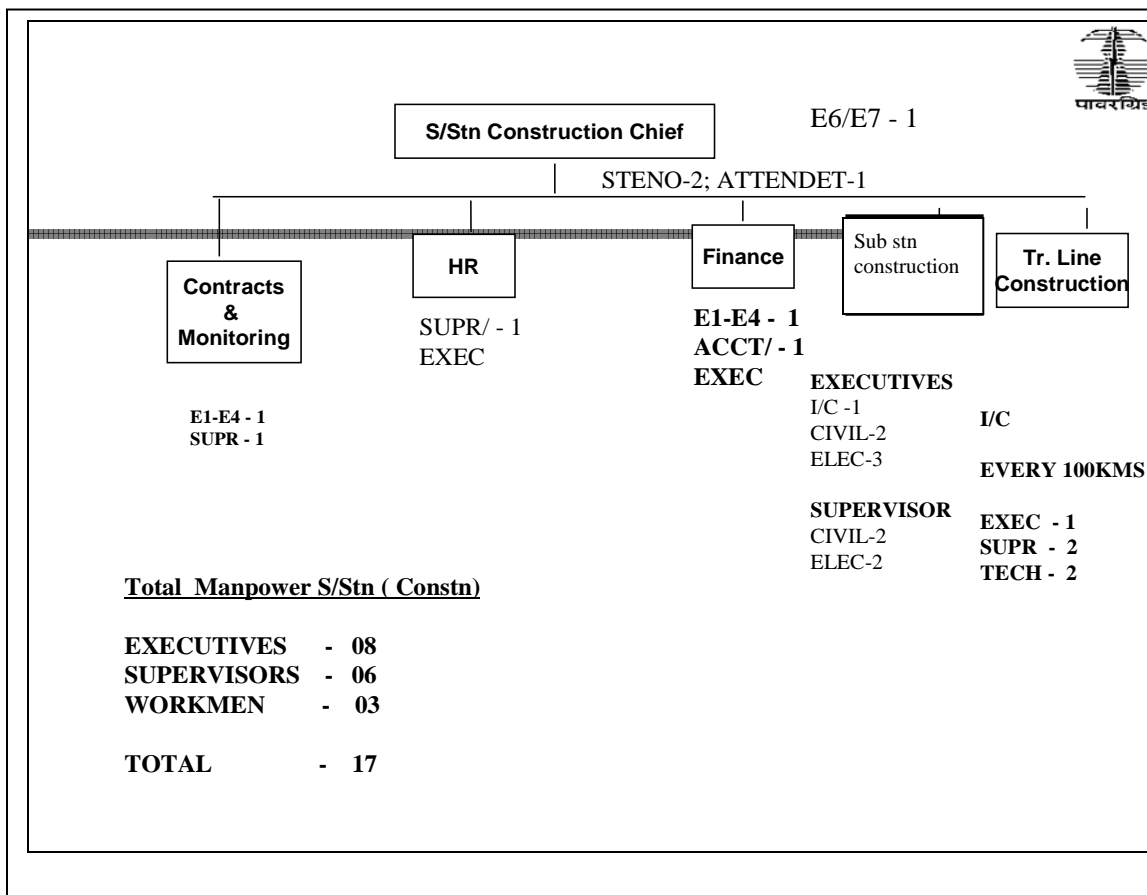 पावरग्रिड
E6/E7 - 1
S/Stn Construction Chief
STENO-2; ATTENDET-1
Contracts
&
Monitoring
E1-E4 - 1
SUPR - 1
HR
SUPR/ - 1
EXEC
Finance
E1-E4 - 1
ACCT/ - 1
EXEC
Sub stn
construction
EXECUTIVES
I/C -1
CIVIL-2
ELEC-3
SUPERVISOR
CIVIL-2
ELEC-2
Tr. Line
Construction
I/C
EVERY 100KMS
EXEC - 1
SUPR - 2
TECH - 2
Total Manpower S/Stn ( Constn)
EXECUTIVES - 08
SUPERVISORS - 06
WORKMEN - 03
TOTAL - 17